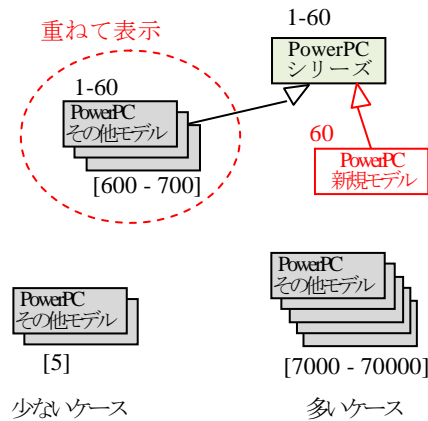 重ねて表示
1-60
PowerPC
シリーズ
1-60
PowerPC
その他モデル
[600 - 700]
60
PowerPC
新規モデル
PowerPC
その他モデル
[5]
少ないケース
PowerPC
その他モデル
[7000 - 70000]
多いケース